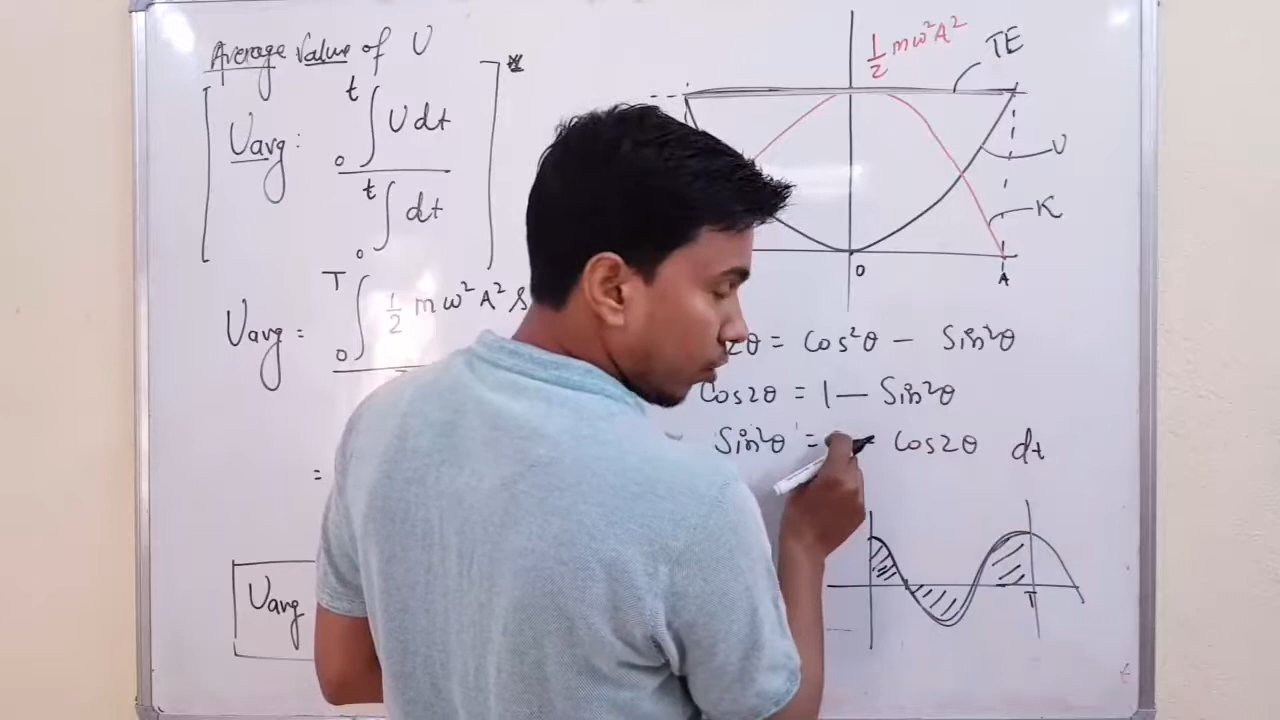 Average Value of U
Uavg : ∫₀ᵗ U dt / ∫₀ᵗ dt
Uavg = ∫₀ᵀ ½ mω²A² S
=
Uavg
½ mω²A²
TE
U
K
O
A
2θ = Cos²θ − Sin²θ
Cos2θ = 1 − Sin²θ
Sin²θ = Cos2θ dt
T